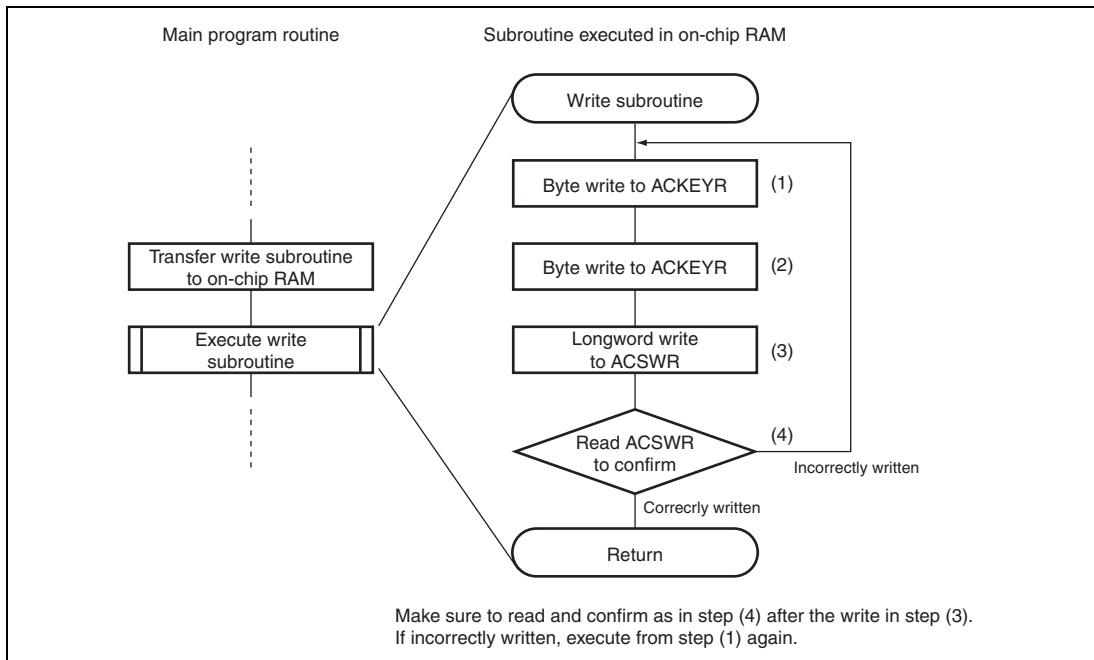 Main program routine
Subroutine executed in on-chip RAM
Write subroutine
Byte write to ACKEYR
(1)
Transfer write subroutine
to on-chip RAM
Byte write to ACKEYR
(2)
Execute write
subroutine
Longword write
to ACSWR
(3)
Read ACSWR
to confirm
(4)
Incorrectly written
Correcrly written
Return
Make sure to read and confirm as in step (4) after the write in step (3).
If incorrectly written, execute from step (1) again.